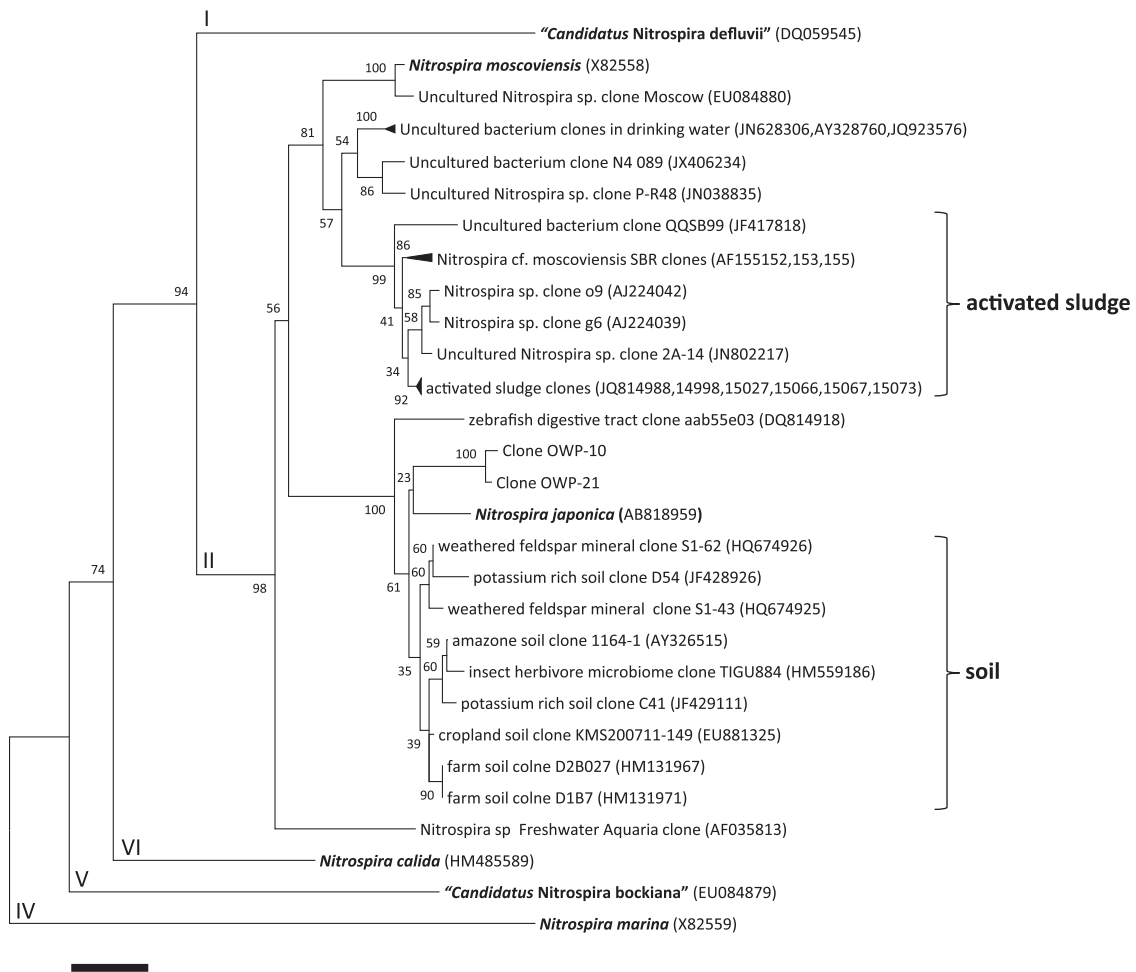 I
“Candidatus Nitrospira defluvii” (DQ059545)
100
Nitrospira moscoviensis (X82558)
Uncultured Nitrospira sp. clone Moscow (EU084880)
81
100
Uncultured bacterium clones in drinking water (JN628306,AY328760,JQ923576)
54
Uncultured bacterium clone N4 089 (JX406234)
86
Uncultured Nitrospira sp. clone P-R48 (JN038835)
57
Uncultured bacterium clone QQSB99 (JF417818)
86
Nitrospira cf. moscoviensis SBR clones (AF155152,153,155)
99
85
Nitrospira sp. clone o9 (AJ224042)
94
activated sludge
56
41
58
Nitrospira sp. clone g6 (AJ224039)
Uncultured Nitrospira sp. clone 2A-14 (JN802217)
34
activated sludge clones (JQ814988,14998,15027,15066,15067,15073)
92
zebrafish digestive tract clone aab55e03 (DQ814918)
100
Clone OWP-10
23
Clone OWP-21
100
Nitrospira japonica (AB818959)
60
weathered feldspar mineral clone S1-62 (HQ674926)
II
74
60
potassium rich soil clone D54 (JF428926)
98
61
weathered feldspar mineral clone S1-43 (HQ674925)
59
amazone soil clone 1164-1 (AY326515)
35
60
insect herbivore microbiome clone TIGU884 (HM559186)
soil
potassium rich soil clone C41 (JF429111)
39
cropland soil clone KMS200711-149 (EU881325)
farm soil colne D2B027 (HM131967)
90
farm soil colne D1B7 (HM131971)
Nitrospira sp Freshwater Aquaria clone (AF035813)
VI
Nitrospira calida (HM485589)
V
“Candidatus Nitrospira bockiana” (EU084879)
IV
Nitrospira marina (X82559)